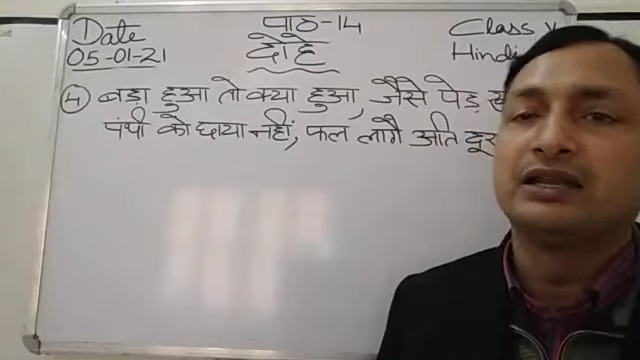 Date
05-01-21
पाठ-14
दोहे
Class V
Hindi
4 बड़ा हुआ तो क्या हुआ, जैसे पेड़
पंथी को छाया नहीं, फल लागै अति दूर